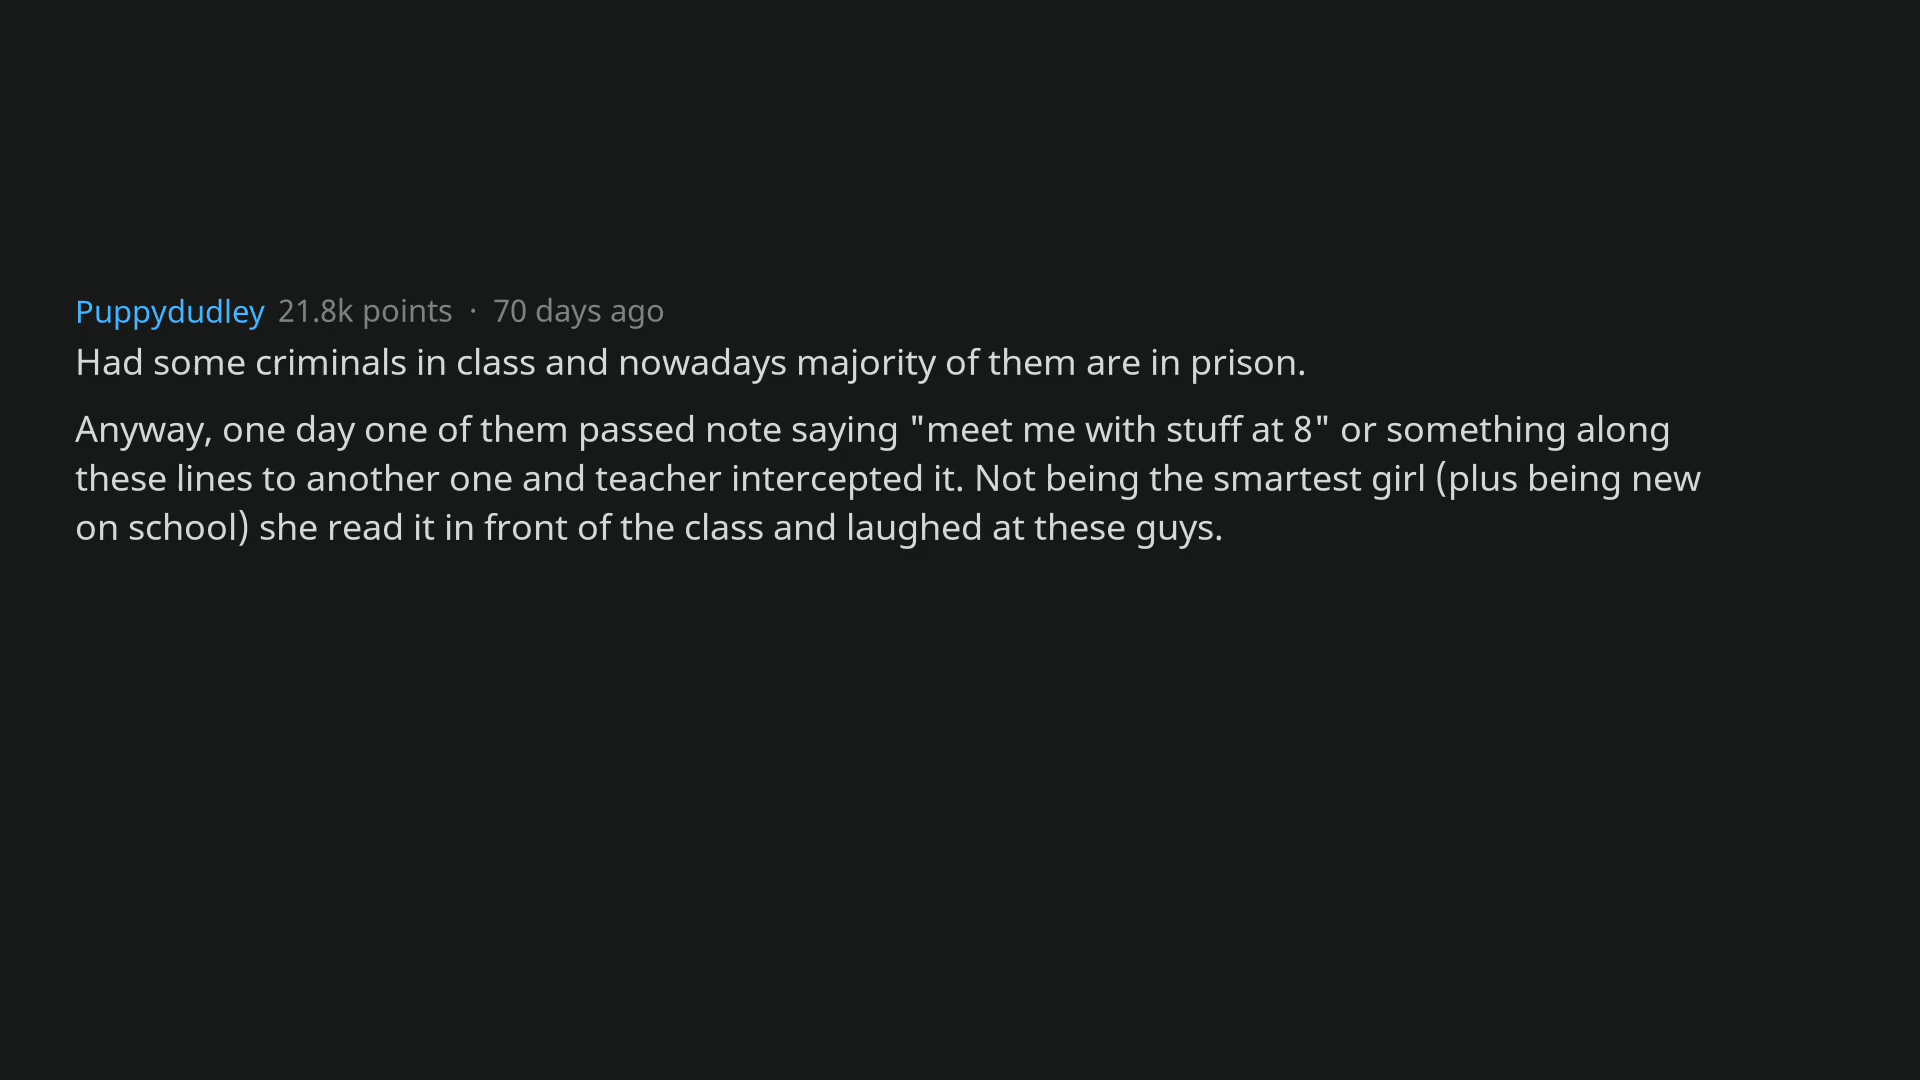 Puppydudley 21.8k points · 70 days ago
Had some criminals in class and nowadays majority of them are in prison.
Anyway, one day one of them passed note saying "meet me with stuff at 8" or something along
these lines to another one and teacher intercepted it. Not being the smartest girl (plus being new
on school) she read it in front of the class and laughed at these guys.